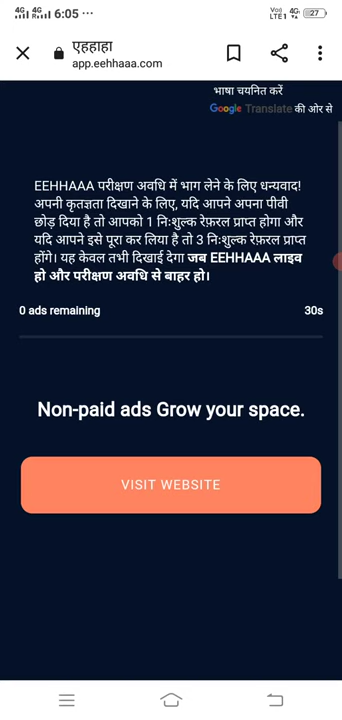 4G 4G R 6:05 ···
Vo) LTE 1 4G 27
एहहाहा
app.eehhaaa.com
भाषा चयनित करें
Google Translate की ओर से
EEHHAAA परीक्षण अवधि में भाग लेने के लिए धन्यवाद!
अपनी कृतज्ञता दिखाने के लिए, यदि आपने अपना पीवी
छोड़ दिया है तो आपको 1 निःशुल्क रेफ़रल प्राप्त होगा और
यदि आपने इसे पूरा कर लिया है तो 3 निःशुल्क रेफ़रल प्राप्त
होंगे। यह केवल तभी दिखाई देगा जब EEHHAAA लाइव
हो और परीक्षण अवधि से बाहर हो।
0 ads remaining
30s
Non-paid ads Grow your space.
VISIT WEBSITE